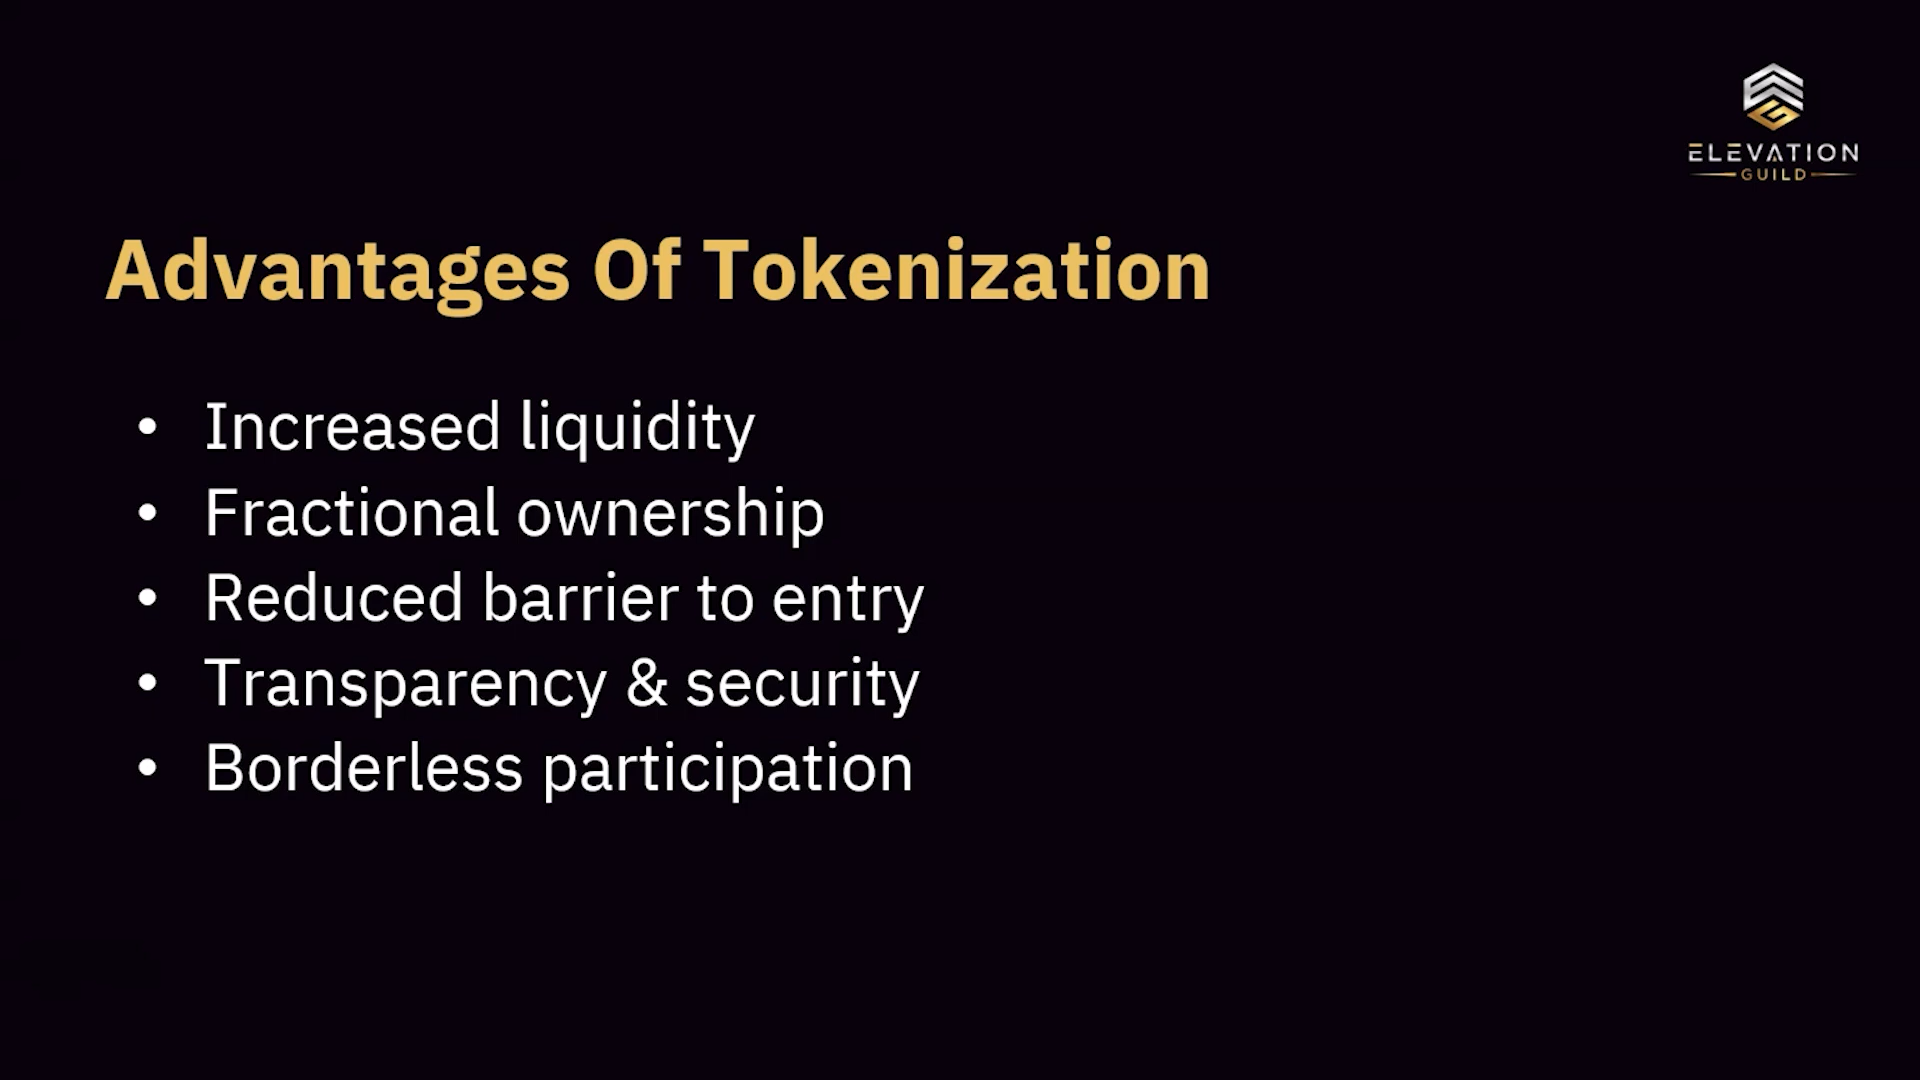 ELEVATION
GUILD
Advantages Of Tokenization
• Increased liquidity
• Fractional ownership
• Reduced barrier to entry
• Transparency & security
• Borderless participation